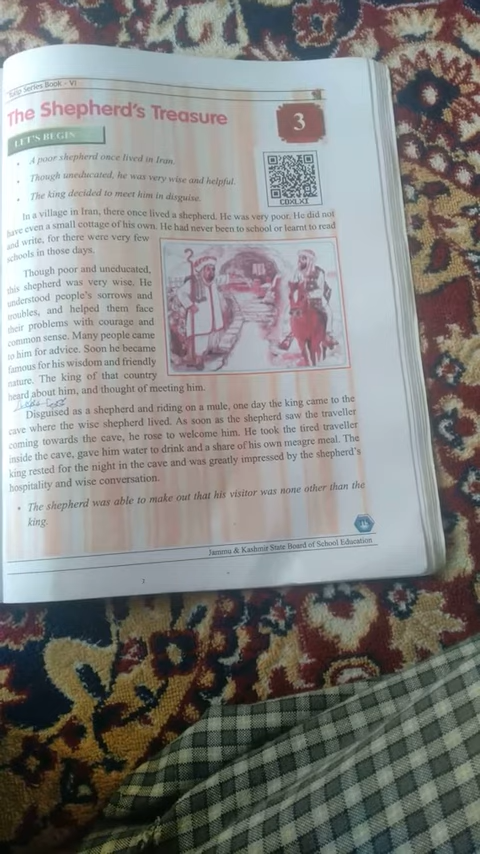 Tulip Series Book - VI
The Shepherd's Treasure
3
LET'S BEGIN
• A poor shepherd once lived in Iran.
• Though uneducated, he was very wise and helpful.
• The king decided to meet him in disguise.
CDXLXI
In a village in Iran, there once lived a shepherd. He was very poor. He did not
have even a small cottage of his own. He had never been to school or learnt to read
and write, for there were very few
schools in those days.
Though poor and uneducated,
this shepherd was very wise. He
understood people's sorrows and
troubles, and helped them face
their problems with courage and
common sense. Many people came
to him for advice. Soon he became
famous for his wisdom and friendly
nature. The king of that country
heard about him, and thought of meeting him.
Disguised as a shepherd and riding on a mule, one day the king came to the
cave where the wise shepherd lived. As soon as the shepherd saw the traveller
coming towards the cave, he rose to welcome him. He took the tired traveller
inside the cave, gave him water to drink and a share of his own meagre meal. The
king rested for the night in the cave and was greatly impressed by the shepherd's
hospitality and wise conversation.
• The shepherd was able to make out that his visitor was none other than the
king.
Jammu & Kashmir State Board of School Education